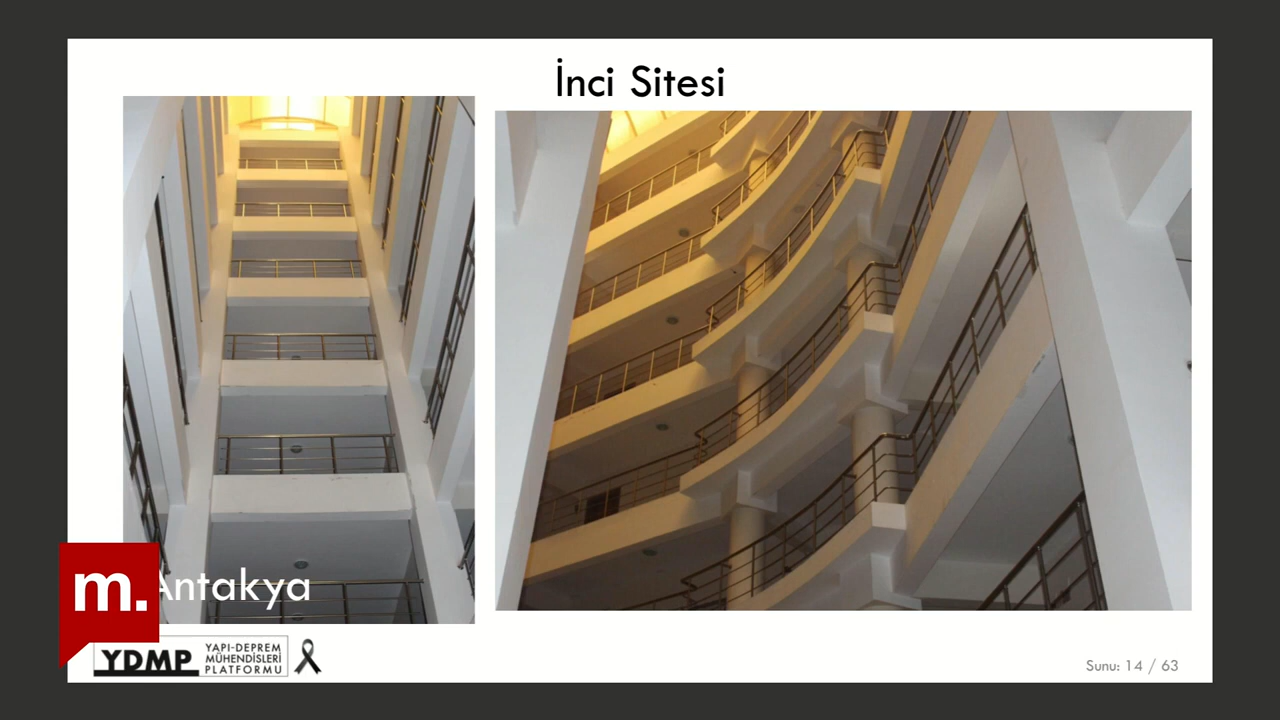 İnci Sitesi
Antakya
m.
YDMP
YAPI-DEPREM
MÜHENDİSLERİ
PLATFORMU
Sunu: 14 / 63